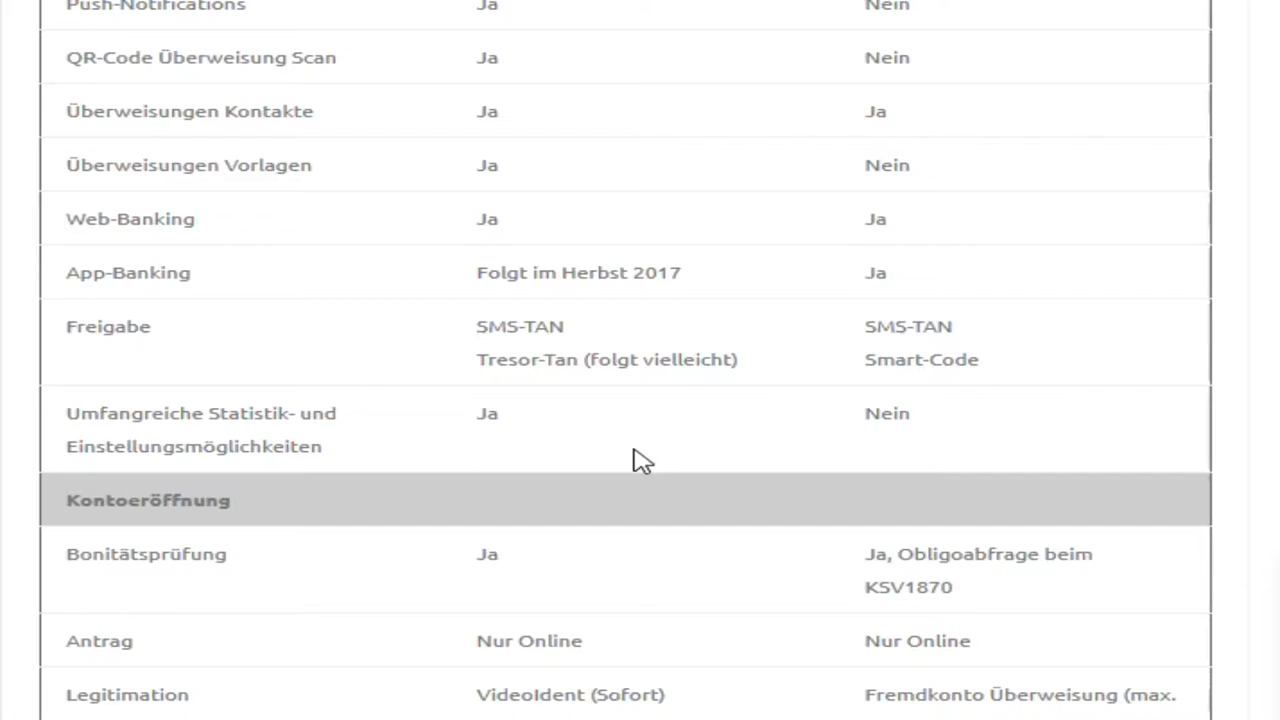 Push-Notifications Ja Nein
QR-Code Überweisung Scan Ja Nein
Überweisungen Kontakte Ja Ja
Überweisungen Vorlagen Ja Nein
Web-Banking Ja Ja
App-Banking Folgt im Herbst 2017 Ja
Freigabe SMS-TAN SMS-TAN
Tresor-Tan (folgt vielleicht) Smart-Code
Umfangreiche Statistik- und Ja Nein
Einstellungsmöglichkeiten
Kontoeröffnung
Bonitätsprüfung Ja Ja, Obligoabfrage beim
KSV1870
Antrag Nur Online Nur Online
Legitimation VideoIdent (Sofort) Fremdkonto Überweisung (max.